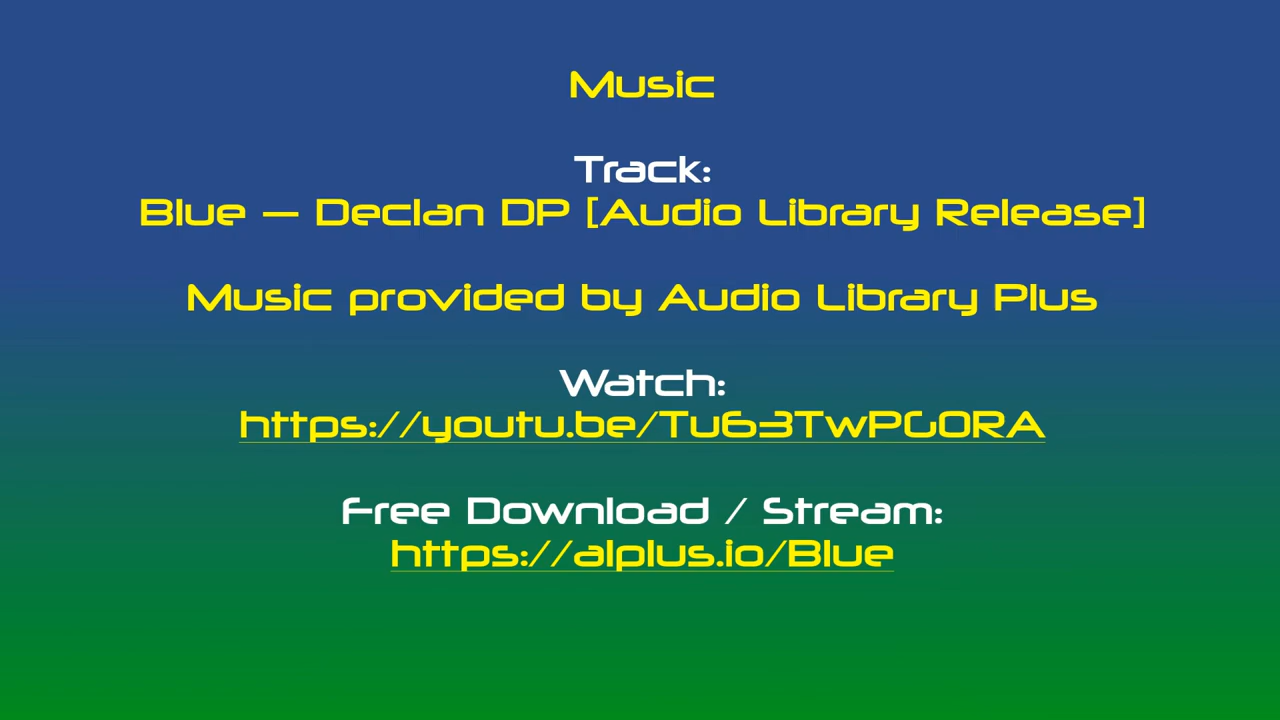 Music
Track:
Blue — Declan DP [Audio Library Release]
Music provided by Audio Library Plus
Watch:
https://youtu.be/Tu63TwPG0RA
Free Download / Stream:
https://alplus.io/Blue